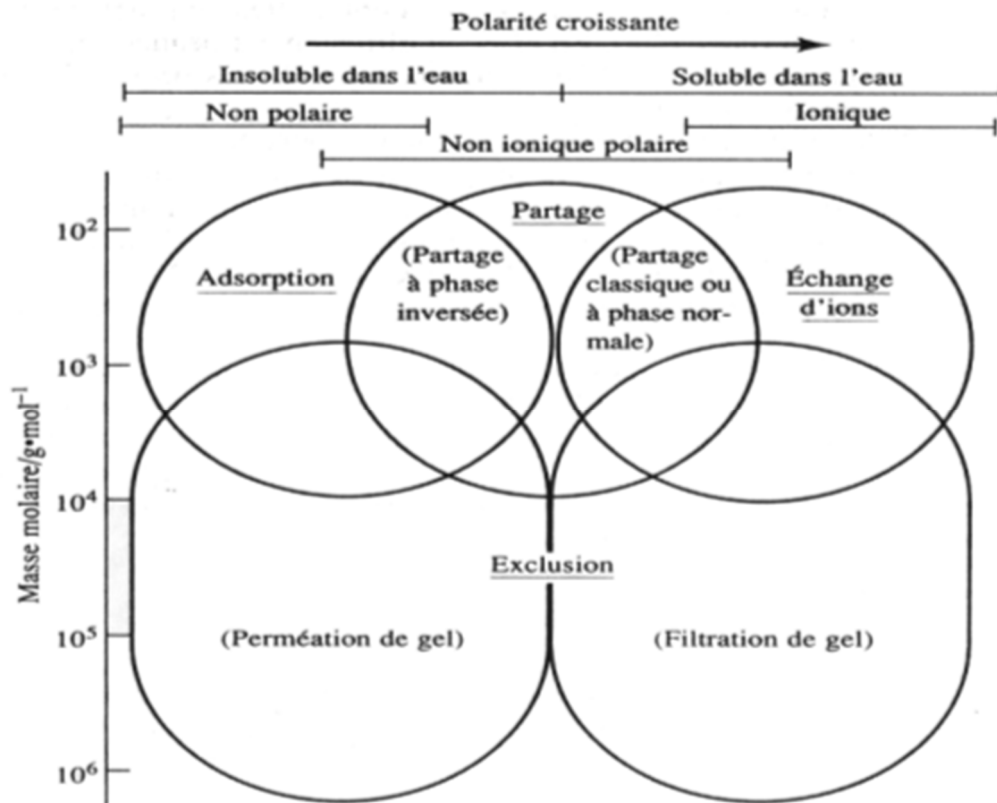 Polarité croissante
Insoluble dans l'eau
Soluble dans l'eau
Non polaire
Ionique
Non ionique polaire
10²
Partage
Adsorption
(Partage
à phase
inversée)
(Partage
classique ou
à phase nor-
male)
Échange
d'ions
10³
Masse molaire/g•mol⁻¹
10⁴
Exclusion
10⁵
(Perméation de gel)
(Filtration de gel)
10⁶